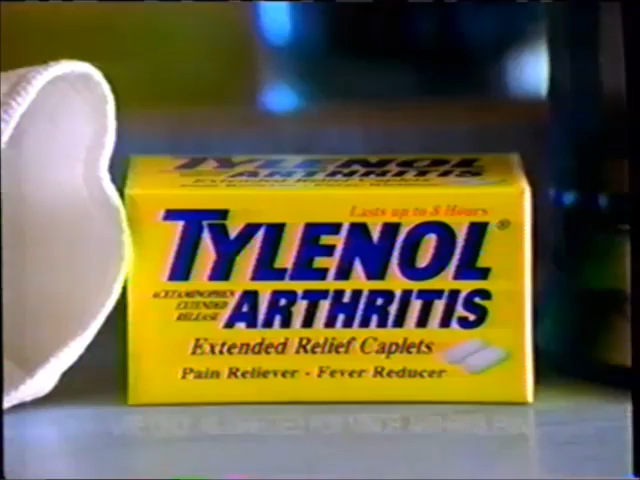 TYLENOL
ARTHRITIS
Extended Relief Caplets
Lasts up to 8 Hours
TYLENOL®
ACETAMINOPHEN
EXTENDED
RELEASE
ARTHRITIS
Extended Relief Caplets
Pain Reliever - Fever Reducer